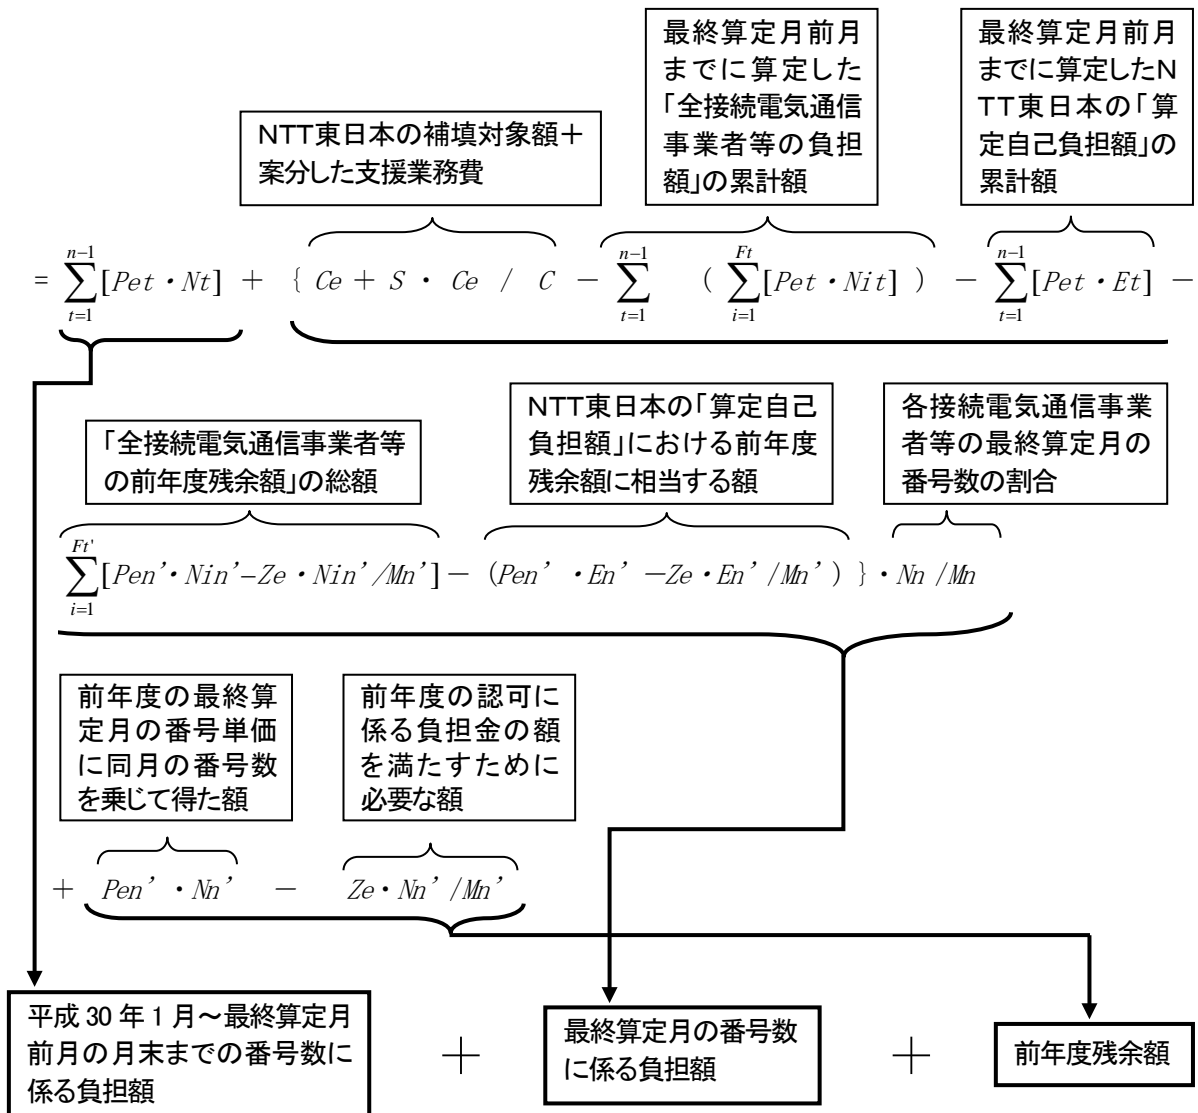 最終算定月前月
までに算定した
「全接続電気通信
事業者等の負担
額」の累計額
最終算定月前月
までに算定したN
TT東日本の「算
定自己負担額」の
累計額
NTT東日本の補填対象額＋
案分した支援業務費
= \sum_{t=1}^{n-1}[Pet・Nt] + { Ce + S ・ Ce / C − \sum_{t=1}^{n-1} ( \sum_{i=1}^{Ft}[Pet・Nit] ) − \sum_{t=1}^{n-1}[Pet・Et] −
「全接続電気通信事業者等
の前年度残余額」の総額
NTT東日本の「算定自己
負担額」における前年度
残余額に相当する額
各接続電気通信事業
者等の最終算定月の
番号数の割合
\sum_{i=1}^{Ft'}[Pen’・Nin’−Ze・Nin’/Mn’] − (Pen’・En’−Ze・En’/Mn’) }・Nn/Mn
前年度の最終算
定月の番号単価
に同月の番号数
を乗じて得た額
前年度の認可に
係る負担金の額
を満たすために
必要な額
+ Pen’・Nn’ − Ze・Nn’/Mn’
平成30年1月～最終算定月
前月の月末までの番号数に
係る負担額
＋
最終算定月の番号数
に係る負担額
＋
前年度残余額